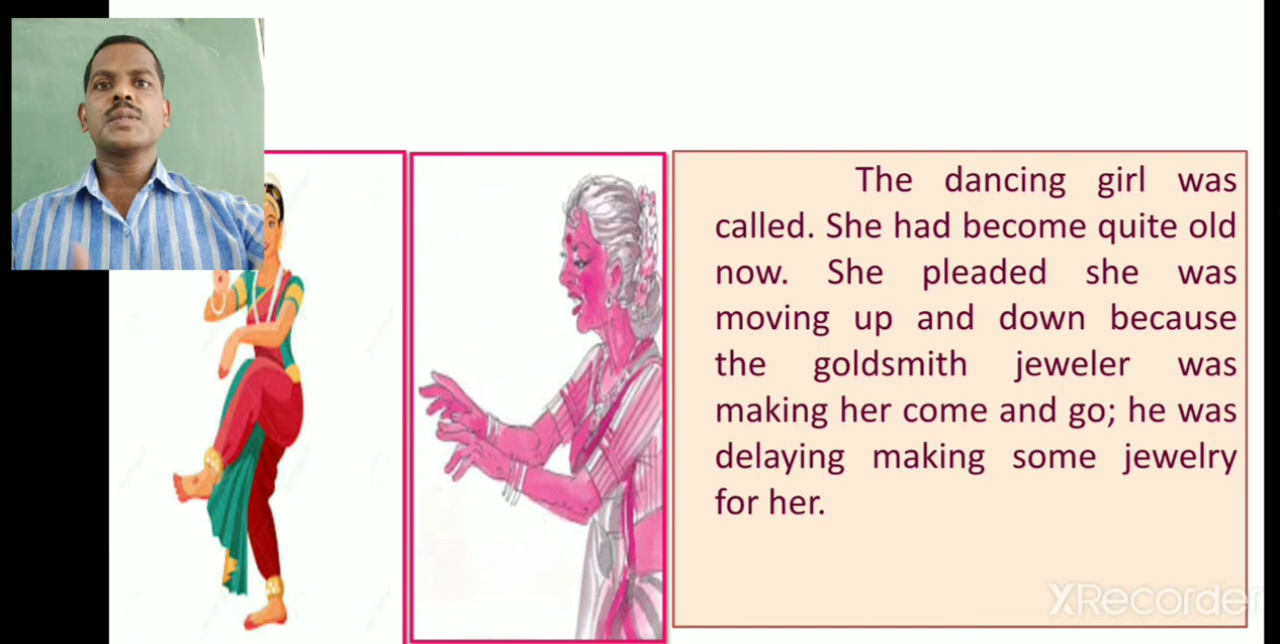 The dancing girl was
called. She had become quite old
now. She pleaded she was
moving up and down because
the goldsmith jeweler was
making her come and go; he was
delaying making some jewelry
for her.
XRecorder